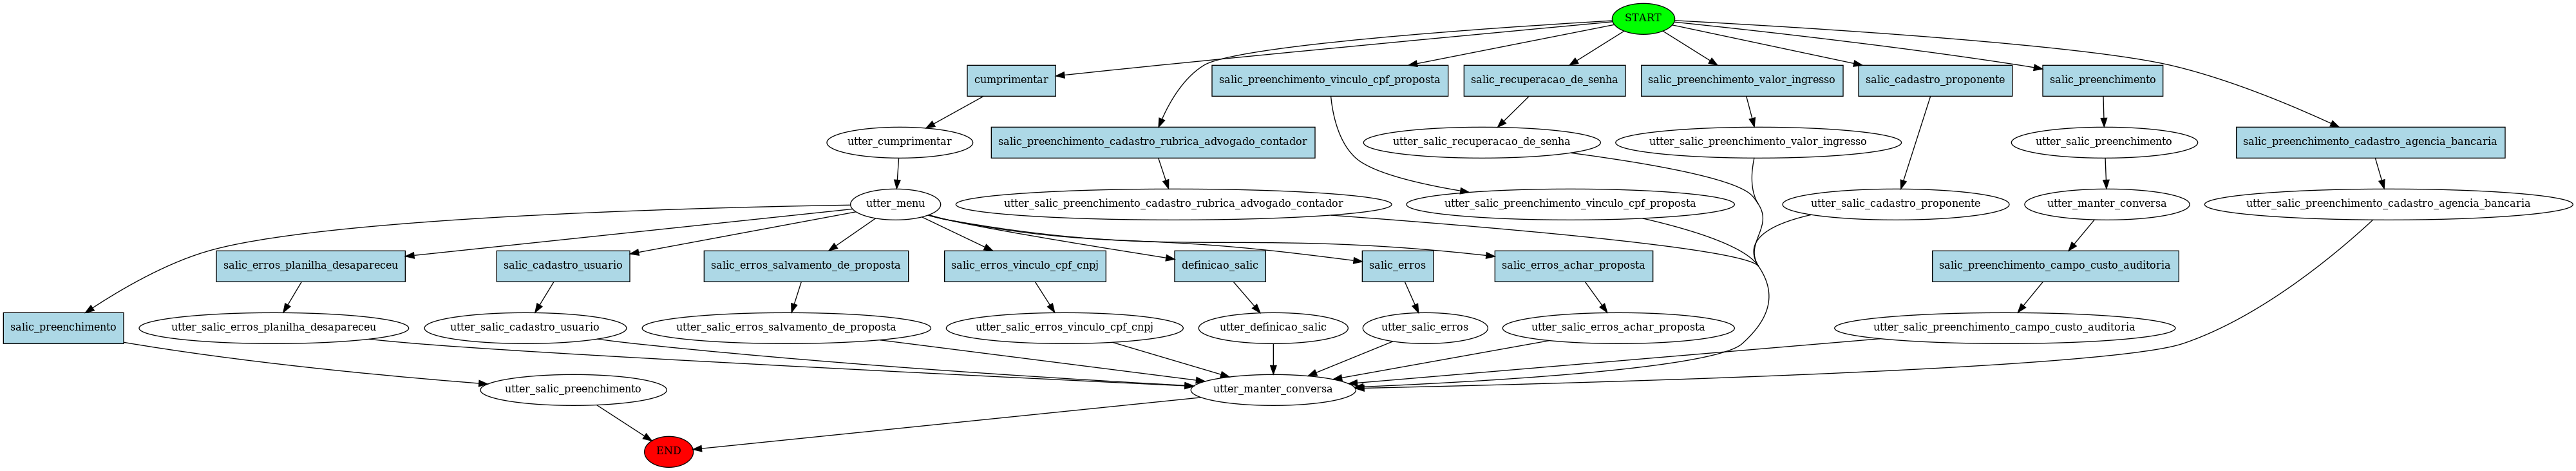 START
cumprimentar
salic_preenchimento_vinculo_cpf_proposta
salic_recuperacao_de_senha
salic_preenchimento_valor_ingresso
salic_cadastro_proponente
salic_preenchimento
utter_cumprimentar
salic_preenchimento_cadastro_rubrica_advogado_contador
utter_salic_recuperacao_de_senha
utter_salic_preenchimento_valor_ingresso
utter_salic_preenchimento
salic_preenchimento_cadastro_agencia_bancaria
utter_menu
utter_salic_preenchimento_cadastro_rubrica_advogado_contador
utter_salic_preenchimento_vinculo_cpf_proposta
utter_salic_cadastro_proponente
utter_manter_conversa
utter_salic_preenchimento_cadastro_agencia_bancaria
salic_erros_planilha_desapareceu
salic_cadastro_usuario
salic_erros_salvamento_de_proposta
salic_erros_vinculo_cpf_cnpj
definicao_salic
salic_erros
salic_erros_achar_proposta
salic_preenchimento_campo_custo_auditoria
salic_preenchimento
utter_salic_erros_planilha_desapareceu
utter_salic_cadastro_usuario
utter_salic_erros_salvamento_de_proposta
utter_salic_erros_vinculo_cpf_cnpj
utter_definicao_salic
utter_salic_erros
utter_salic_erros_achar_proposta
utter_salic_preenchimento_campo_custo_auditoria
utter_salic_preenchimento
utter_manter_conversa
END